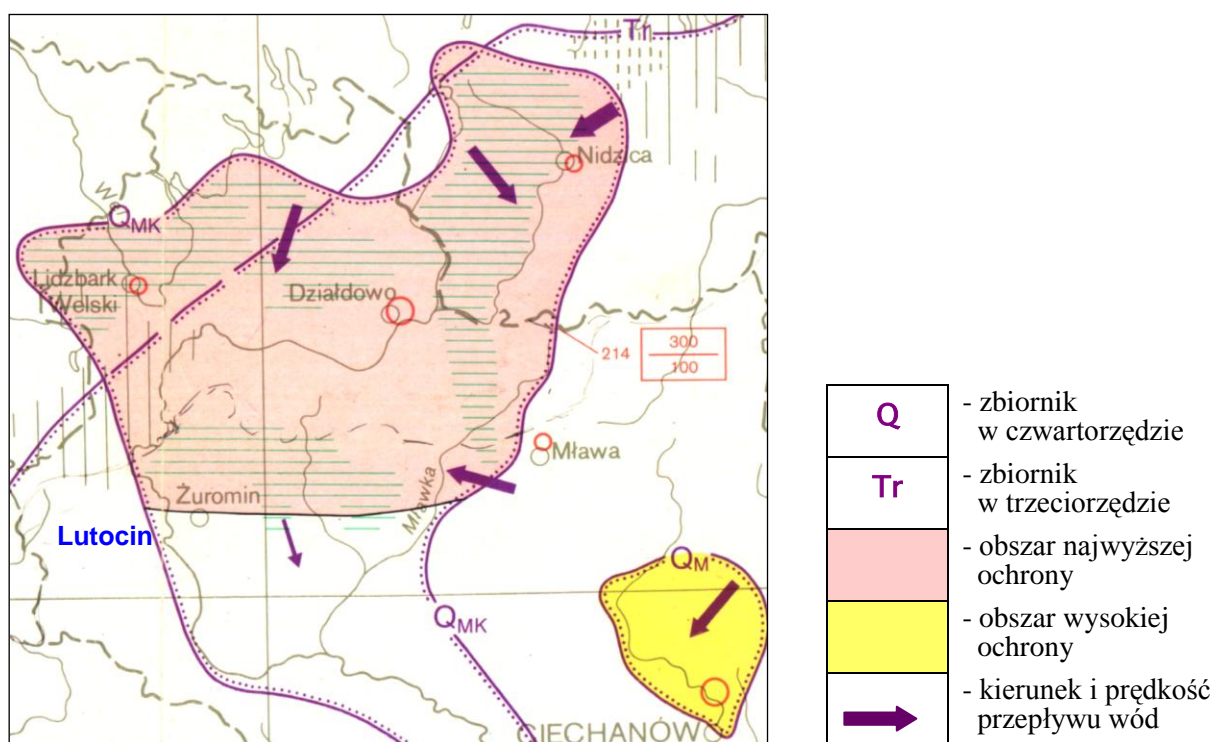 Tr
Nidzica
W
QMK
Lidzbark
Welski
Działdowo
214
300
100
Mława
Żuromin
Mławka
Lutocin
QM
QMK
CIECHANÓW
Q
- zbiornik
w czwartorzędzie
Tr
- zbiornik
w trzeciorzędzie
- obszar najwyższej
ochrony
- obszar wysokiej
ochrony
- kierunek i prędkość
przepływu wód